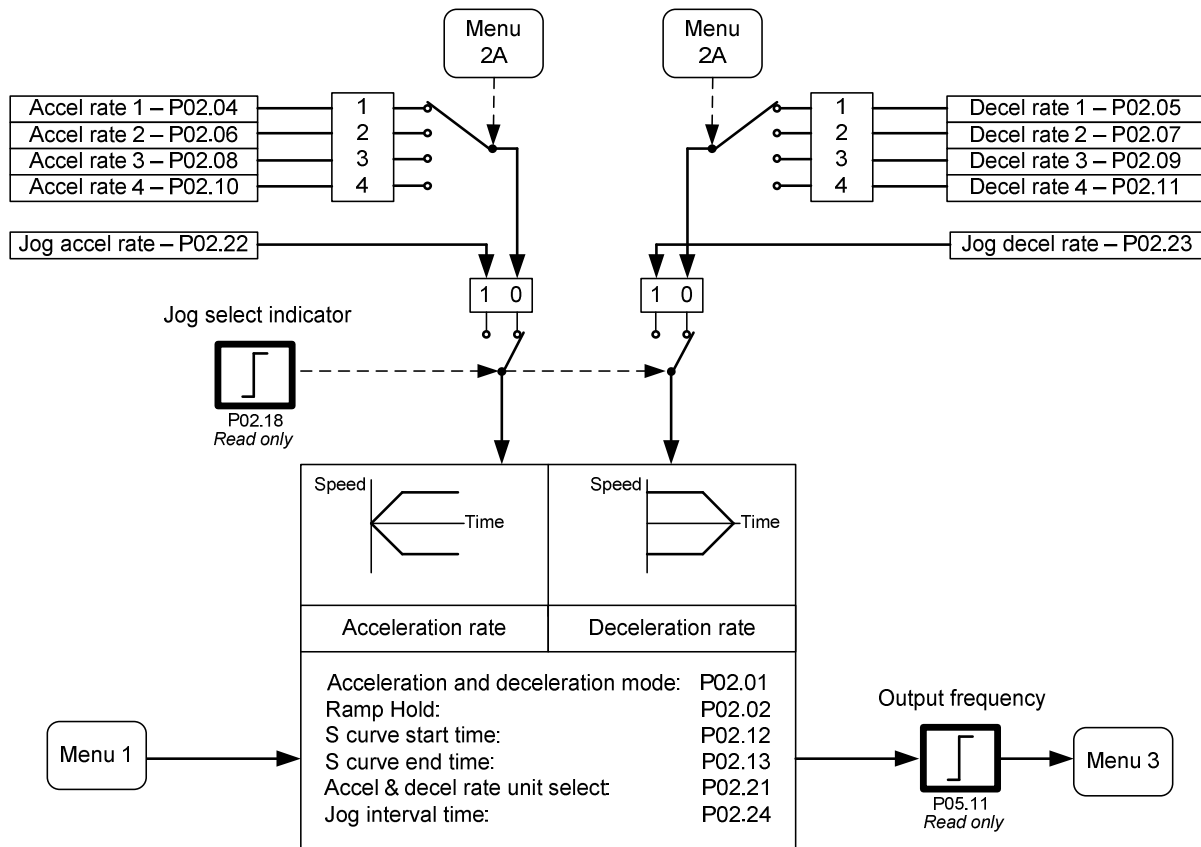 Menu 2A
Menu 2A
Accel rate 1 – P02.04
Accel rate 2 – P02.06
Accel rate 3 – P02.08
Accel rate 4 – P02.10
1
2
3
4
1
2
3
4
Decel rate 1 – P02.05
Decel rate 2 – P02.07
Decel rate 3 – P02.09
Decel rate 4 – P02.11
Jog accel rate – P02.22
Jog decel rate – P02.23
1 0
1 0
Jog select indicator
P02.18
Read only
Speed
Time
Speed
Time
Acceleration rate
Deceleration rate
Acceleration and deceleration mode: P02.01
Ramp Hold: P02.02
S curve start time: P02.12
S curve end time: P02.13
Accel & decel rate unit select: P02.21
Jog interval time: P02.24
Menu 1
Output frequency
P05.11
Read only
Menu 3